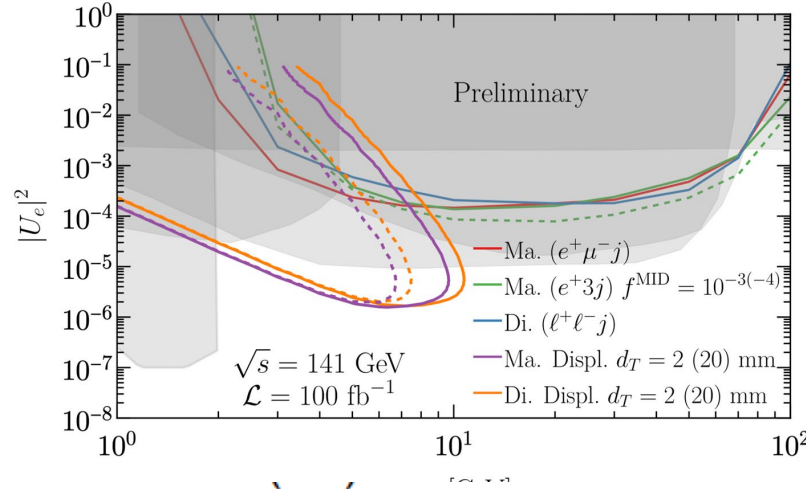 10^0
10^-1
10^-2
10^-3
10^-4
10^-5
10^-6
10^-7
10^-8
|U_e|^2
Preliminary
Ma. (e^+ μ^- j)
Ma. (e^+ 3j) f^MID = 10^-3(-4)
Di. (ℓ^+ ℓ^- j)
Ma. Displ. d_T = 2 (20) mm
Di. Displ. d_T = 2 (20) mm
√s = 141 GeV
𝓛 = 100 fb^-1
10^0 10^1 10^2